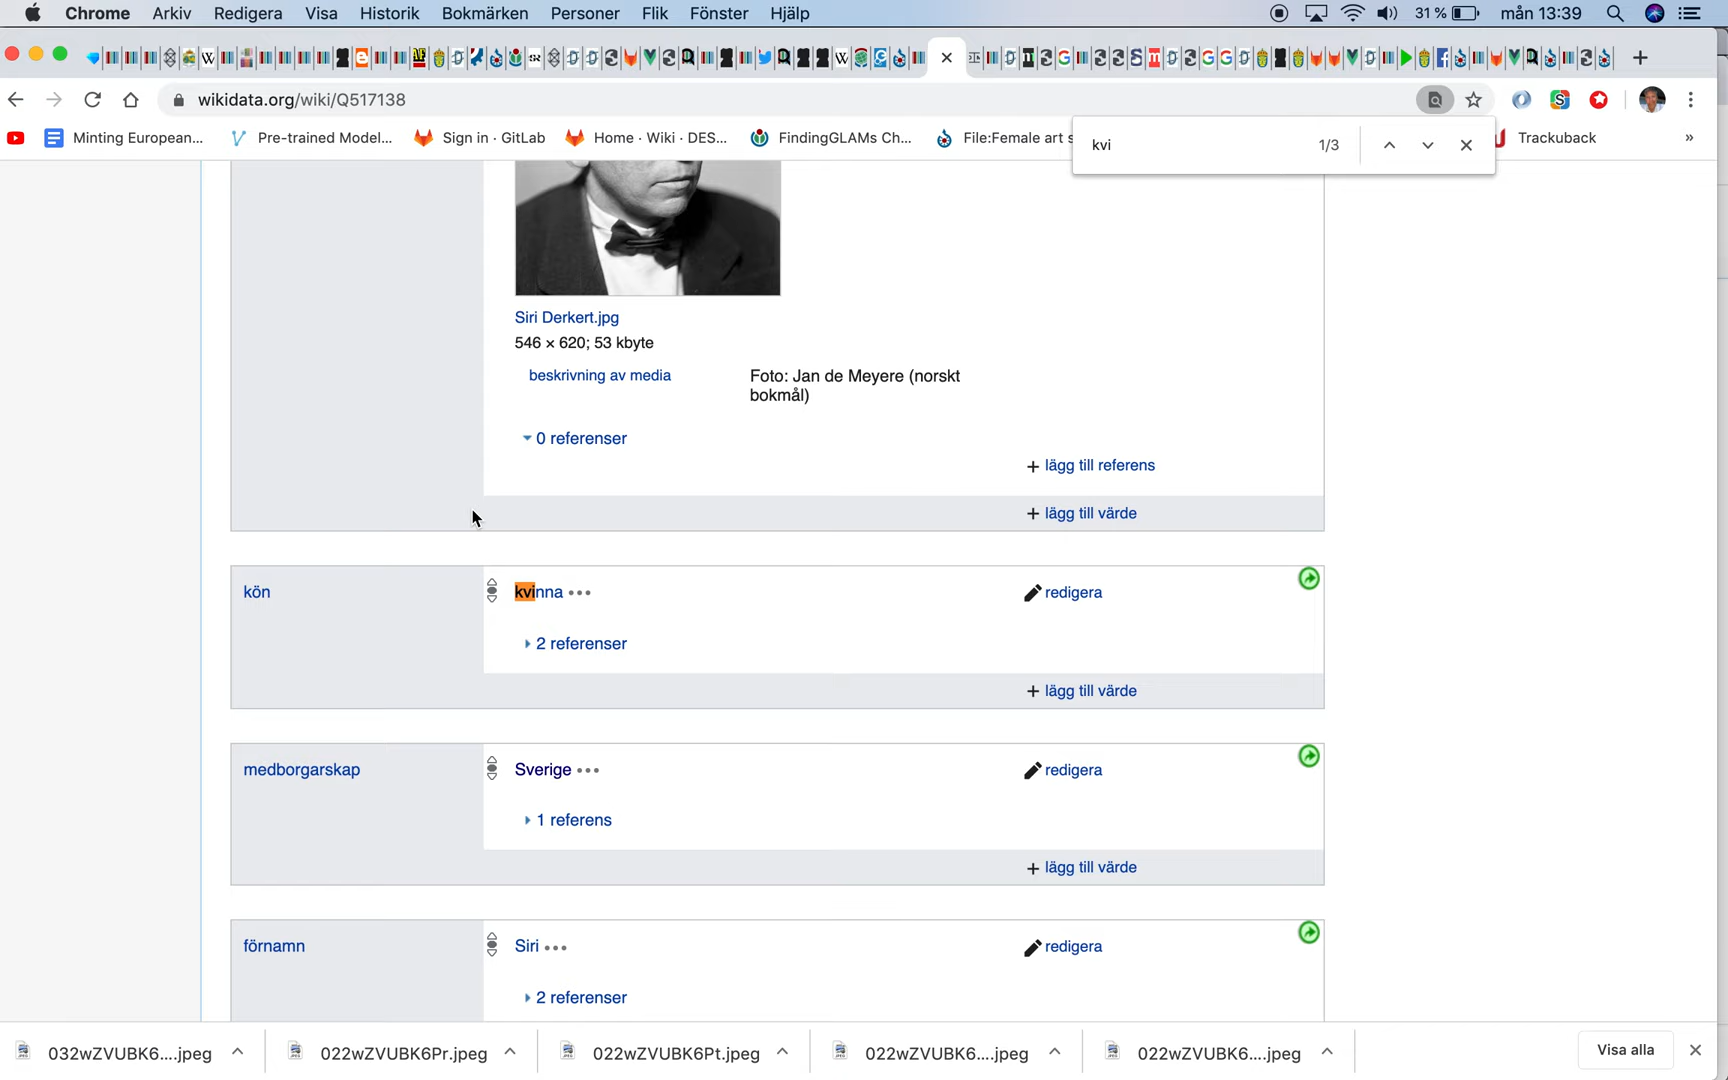 Chrome Arkiv Redigera Visa Historik Bokmärken Personer Flik Fönster Hjälp 31 % mån 13:39
wikidata.org/wiki/Q517138
Minting European... Pre-trained Model... Sign in · GitLab Home · Wiki · DES... FindingGLAMs Ch... File:Female art s Trackuback »
kvi 1/3
Siri Derkert.jpg
546 × 620; 53 kbyte
beskrivning av media Foto: Jan de Meyere (norskt
bokmål)
0 referenser
+ lägg till referens
+ lägg till värde
kön kvinna redigera
2 referenser
+ lägg till värde
medborgarskap Sverige redigera
1 referens
+ lägg till värde
förnamn Siri redigera
2 referenser
032wZVUBK6....jpeg 022wZVUBK6Pr.jpeg 022wZVUBK6Pt.jpeg 022wZVUBK6....jpeg 022wZVUBK6....jpeg Visa alla